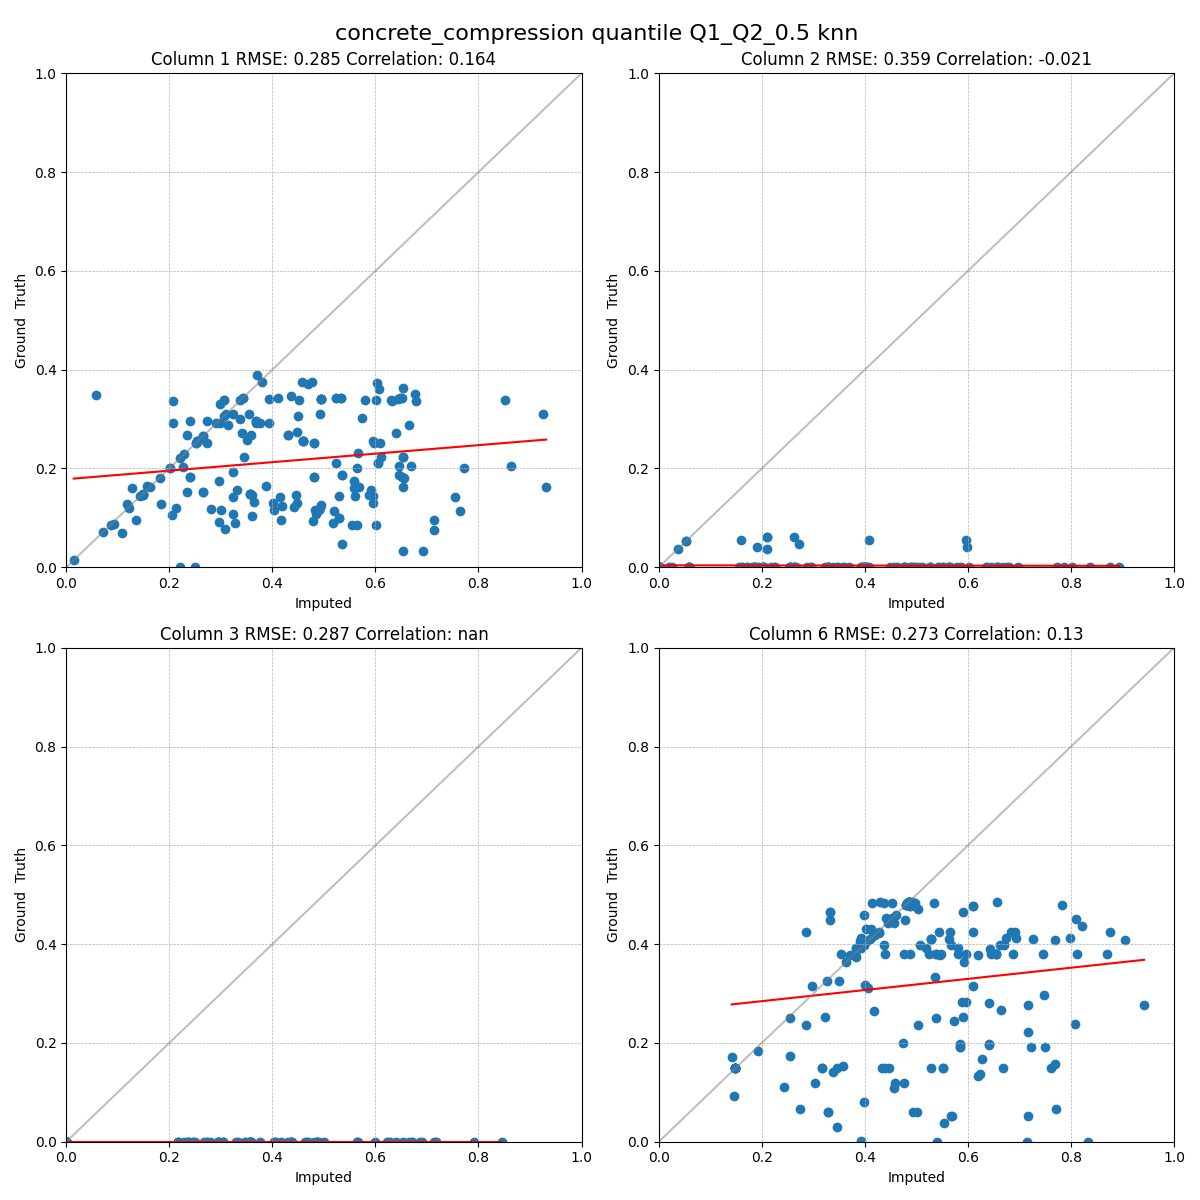 concrete_compression quantile Q1_Q2_0.5 knn
Column 1 RMSE: 0.285 Correlation: 0.164
Column 2 RMSE: 0.359 Correlation: -0.021
1.0
0.8
0.6
0.4
0.2
0.0
Ground Truth
0.0 0.2 0.4 0.6 0.8 1.0
Imputed
1.0
0.8
0.6
0.4
0.2
0.0
Ground Truth
0.0 0.2 0.4 0.6 0.8 1.0
Imputed
Column 3 RMSE: 0.287 Correlation: nan
Column 6 RMSE: 0.273 Correlation: 0.13
1.0
0.8
0.6
0.4
0.2
0.0
Ground Truth
0.0 0.2 0.4 0.6 0.8 1.0
Imputed
1.0
0.8
0.6
0.4
0.2
0.0
Ground Truth
0.0 0.2 0.4 0.6 0.8 1.0
Imputed